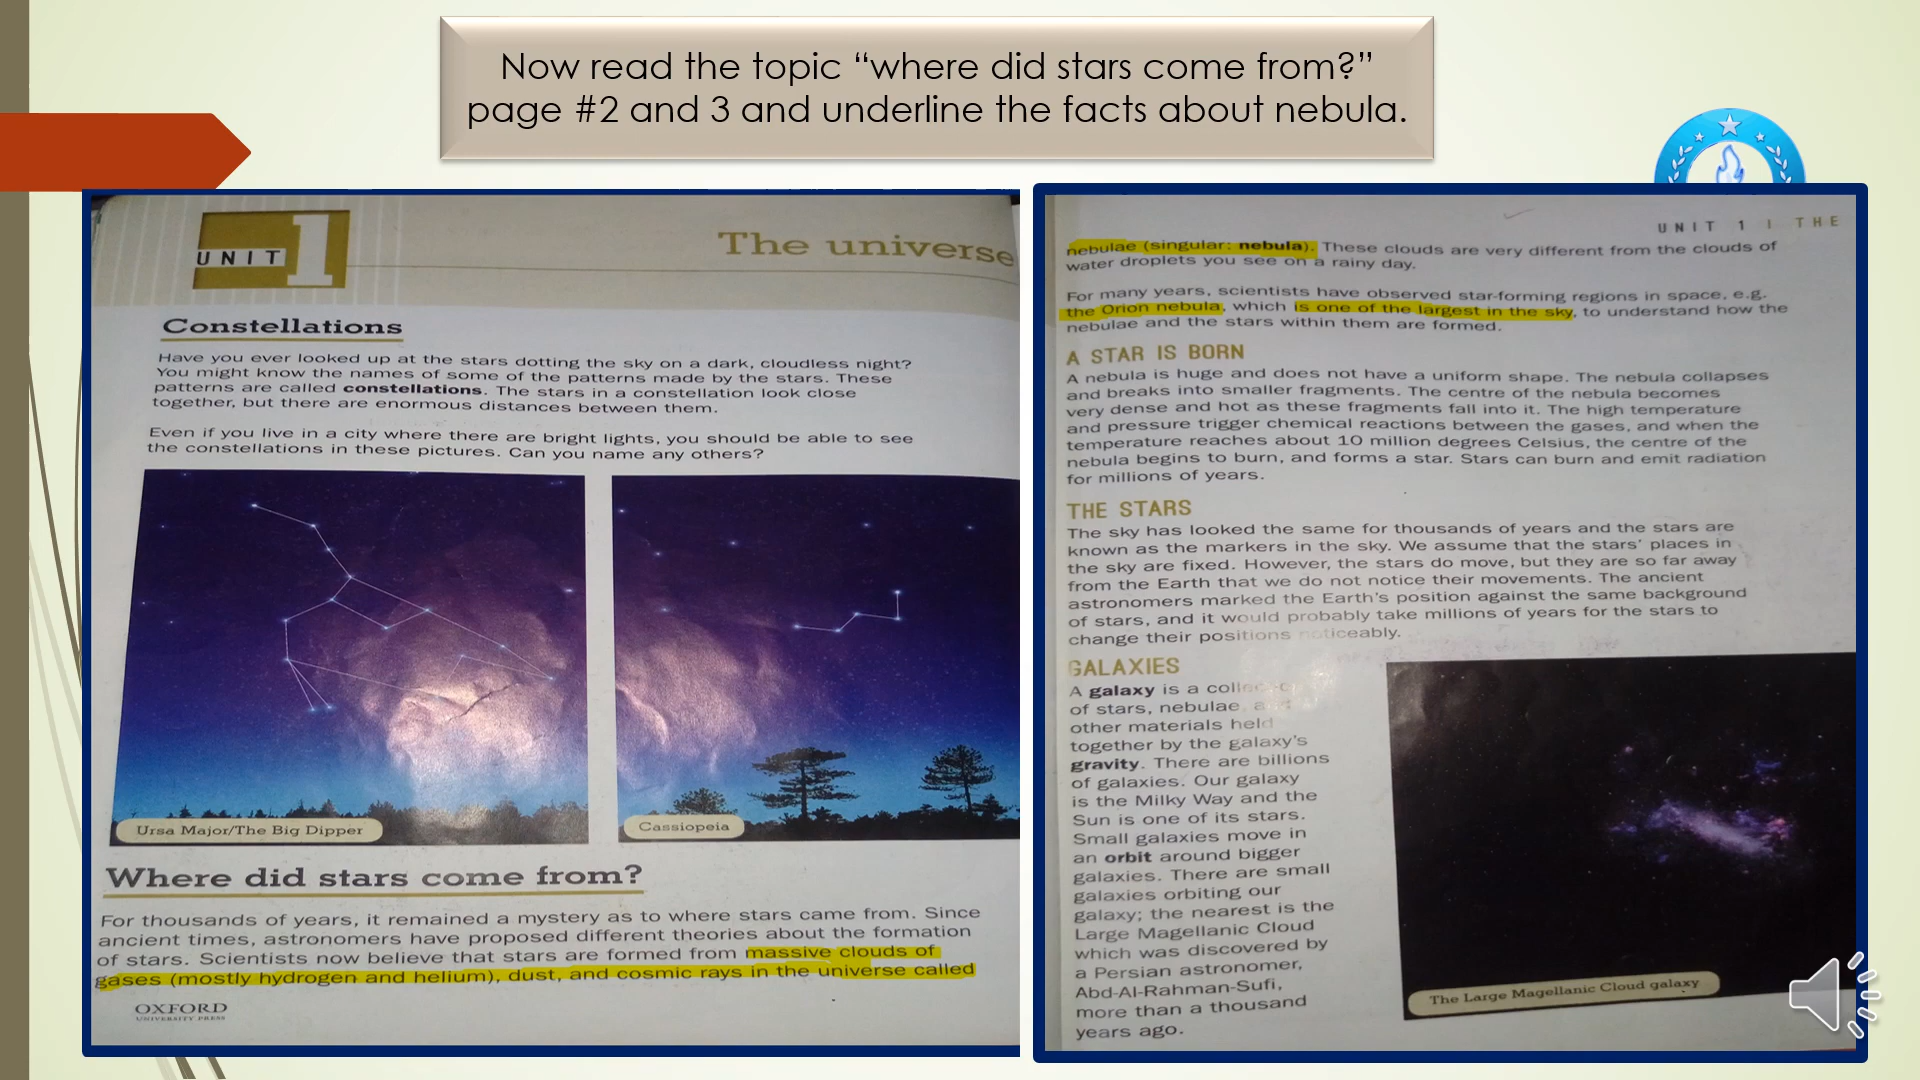 Now read the topic “where did stars come from?”
page #2 and 3 and underline the facts about nebula.
UNIT 1
The universe
Constellations
Have you ever looked up at the stars dotting the sky on a dark, cloudless night?
You might know the names of some of the patterns made by the stars. These
patterns are called constellations. The stars in a constellation look close
together, but there are enormous distances between them.
Even if you live in a city where there are bright lights, you should be able to see
the constellations in these pictures. Can you name any others?
Ursa Major/The Big Dipper
Cassiopeia
Where did stars come from?
For thousands of years, it remained a mystery as to where stars came from. Since
ancient times, astronomers have proposed different theories about the formation
of stars. Scientists now believe that stars are formed from massive clouds of
gases (mostly hydrogen and helium), dust, and cosmic rays in the universe called
OXFORD
UNIVERSITY PRESS
UNIT 1 | THE
nebulae (singular: nebula). These clouds are very different from the clouds of
water droplets you see on a rainy day.
For many years, scientists have observed star-forming regions in space, e.g.
the Orion nebula, which is one of the largest in the sky, to understand how the
nebulae and the stars within them are formed.
A STAR IS BORN
A nebula is huge and does not have a uniform shape. The nebula collapses
and breaks into smaller fragments. The centre of the nebula becomes
very dense and hot as these fragments fall into it. The high temperature
and pressure trigger chemical reactions between the gases, and when the
temperature reaches about 10 million degrees Celsius, the centre of the
nebula begins to burn, and forms a star. Stars can burn and emit radiation
for millions of years.
THE STARS
The sky has looked the same for thousands of years and the stars are
known as the markers in the sky. We assume that the stars’ places in
the sky are fixed. However, the stars do move, but they are so far away
from the Earth that we do not notice their movements. The ancient
astronomers marked the Earth’s position against the same background
of stars, and it would probably take millions of years for the stars to
change their positions noticeably.
GALAXIES
A galaxy is a
of stars, nebulae,
other materials held
together by the galaxy’s
gravity. There are billions
of galaxies. Our galaxy
is the Milky Way and the
Sun is one of its stars.
Small galaxies move in
an orbit around bigger
galaxies. There are small
galaxies orbiting our
galaxy; the nearest is the
Large Magellanic Cloud
which was discovered by
a Persian astronomer,
Abd-Al-Rahman-Sufi,
more than a thousand
years ago.
The Large Magellanic Cloud galaxy